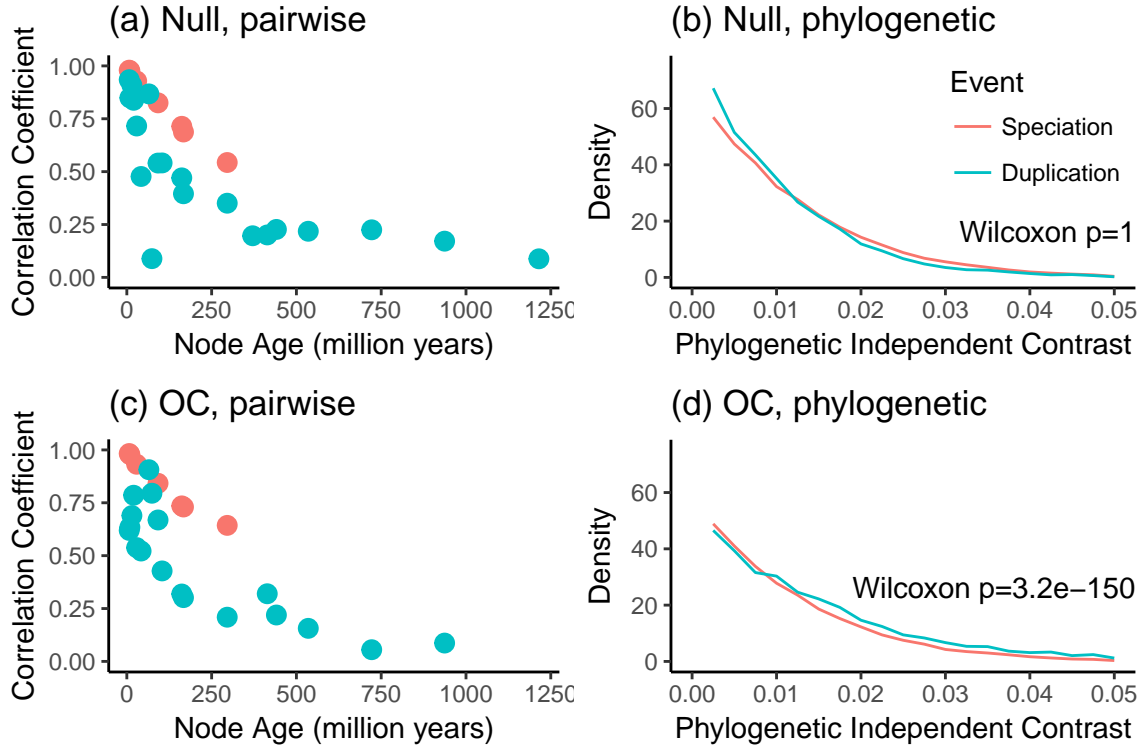 (a) Null, pairwise
Correlation Coefficient
1.00
0.75
0.50
0.25
0.00
0 250 500 750 1000 1250
Node Age (million years)
(b) Null, phylogenetic
Density
60
40
20
0
Event
Speciation
Duplication
Wilcoxon p=1
0.00 0.01 0.02 0.03 0.04 0.05
Phylogenetic Independent Contrast
(c) OC, pairwise
Correlation Coefficient
1.00
0.75
0.50
0.25
0.00
0 250 500 750 1000 1250
Node Age (million years)
(d) OC, phylogenetic
Density
60
40
20
0
Wilcoxon p=3.2e−150
0.00 0.01 0.02 0.03 0.04 0.05
Phylogenetic Independent Contrast